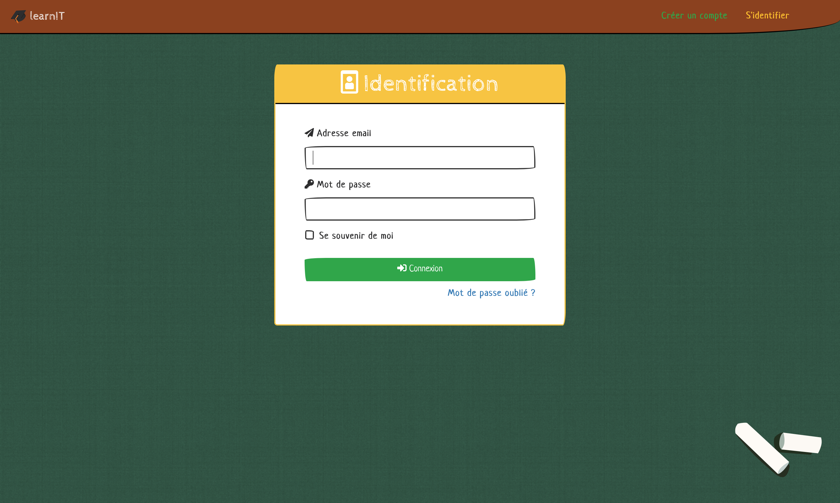 learnIT
Créer un compte
S'identifier
Identification
Adresse email
Mot de passe
Se souvenir de moi
Connexion
Mot de passe oublié ?